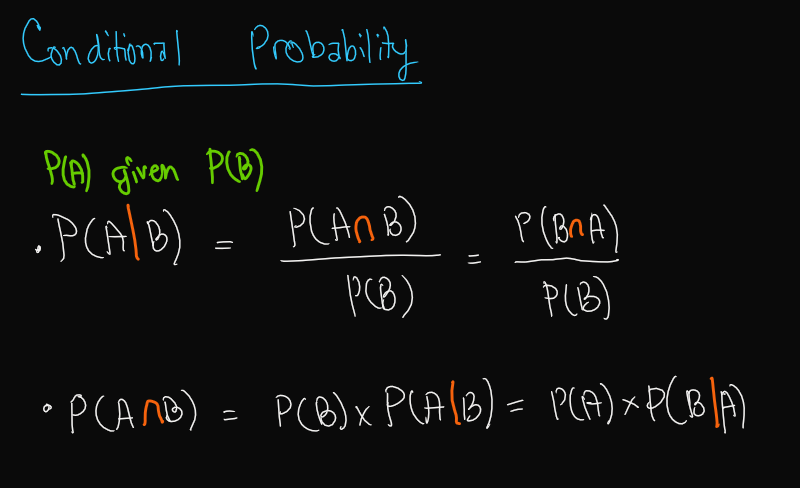 Conditional Probability
P(A) given P(B)
• P(A|B) = P(A∩B) / P(B) = P(B∩A) / P(B)
• P(A∩B) = P(B) × P(A|B) = P(A) × P(B|A)